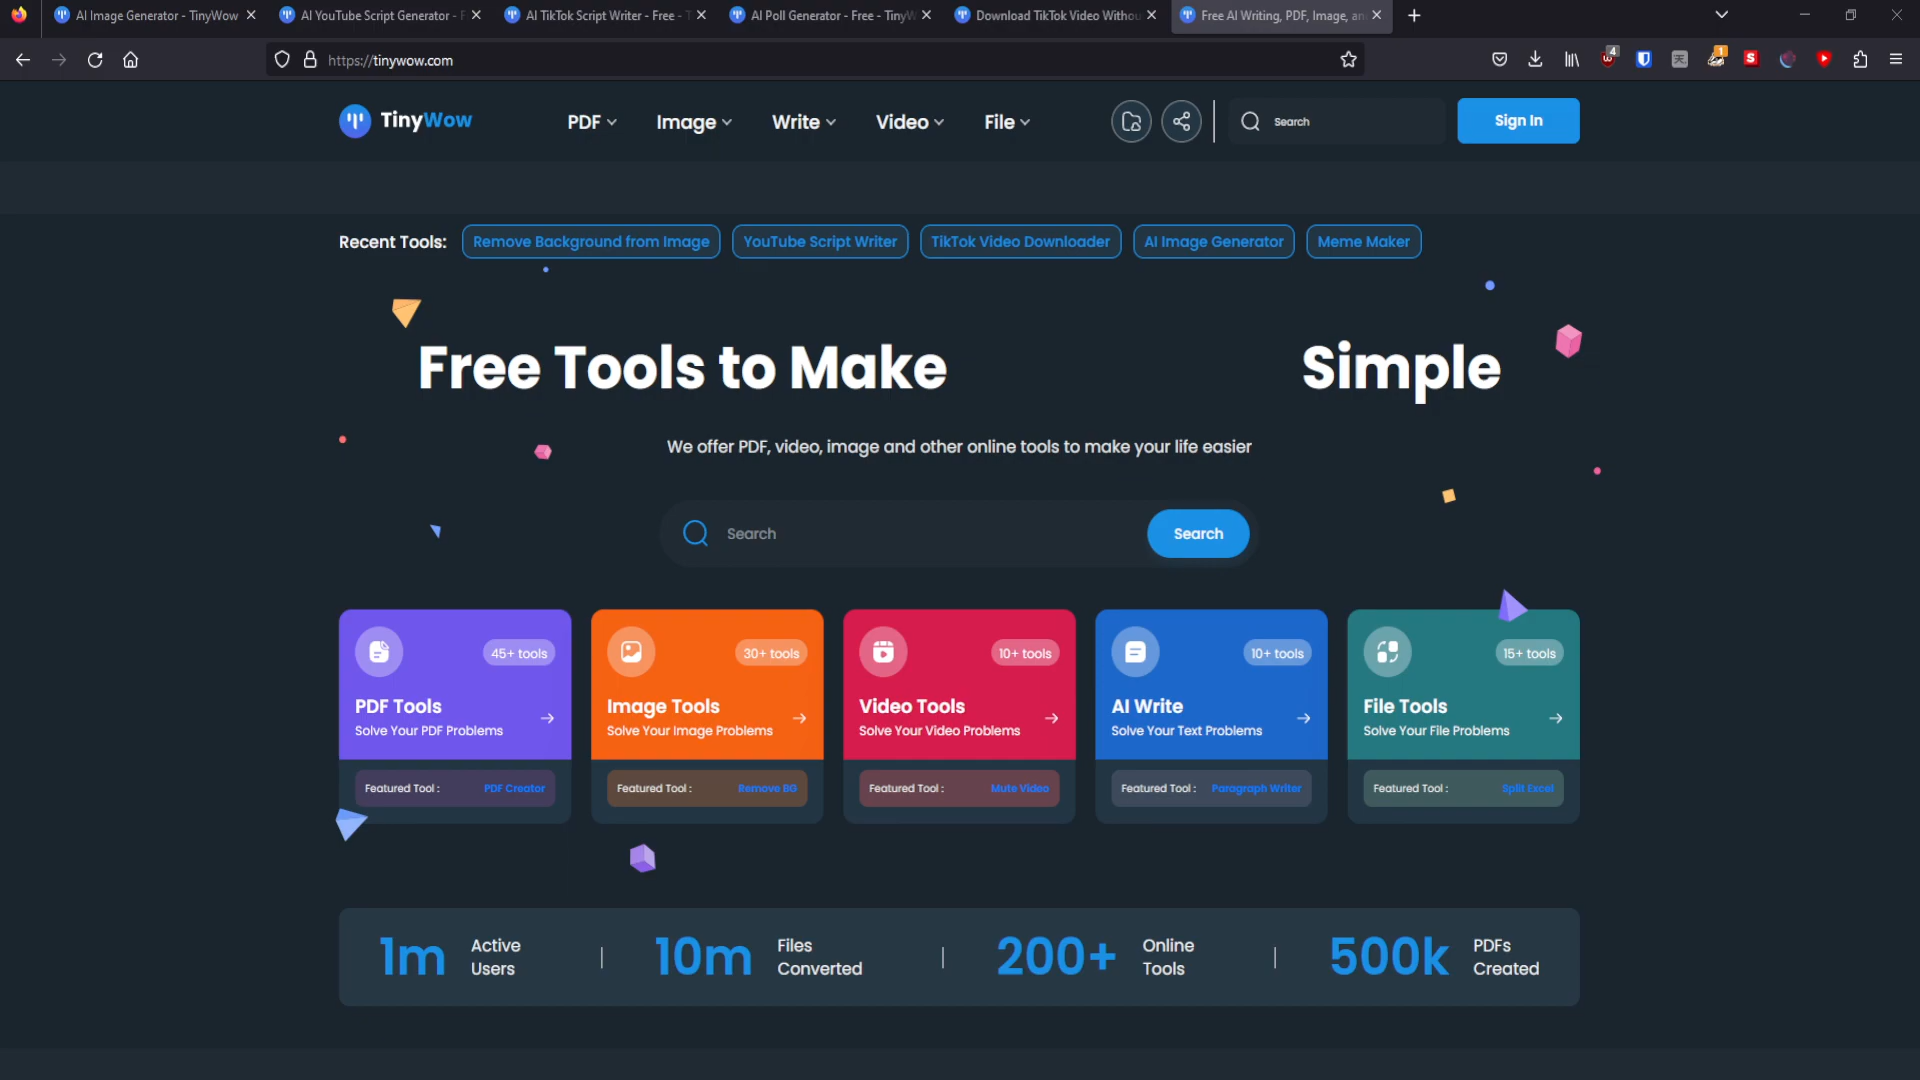 AI Image Generator - TinyWow
AI YouTube Script Generator - F
AI TikTok Script Writer - Free - T
AI Poll Generator - Free - TinyW
Download TikTok Video Withou
Free AI Writing, PDF, Image, an
https://tinywow.com
4
1
TinyWow
PDF
Image
Write
Video
File
Search
Sign In
Recent Tools:
Remove Background from Image
YouTube Script Writer
TikTok Video Downloader
AI Image Generator
Meme Maker
Free Tools to Make Simple
We offer PDF, video, image and other online tools to make your life easier
Search
Search
45+ tools
PDF Tools
Solve Your PDF Problems
Featured Tool :
PDF Creator
30+ tools
Image Tools
Solve Your Image Problems
Featured Tool :
Remove BG
10+ tools
Video Tools
Solve Your Video Problems
Featured Tool :
Mute Video
10+ tools
AI Write
Solve Your Text Problems
Featured Tool :
Paragraph Writer
15+ tools
File Tools
Solve Your File Problems
Featured Tool :
Split Excel
1m
Active
Users
10m
Files
Converted
200+
Online
Tools
500k
PDFs
Created